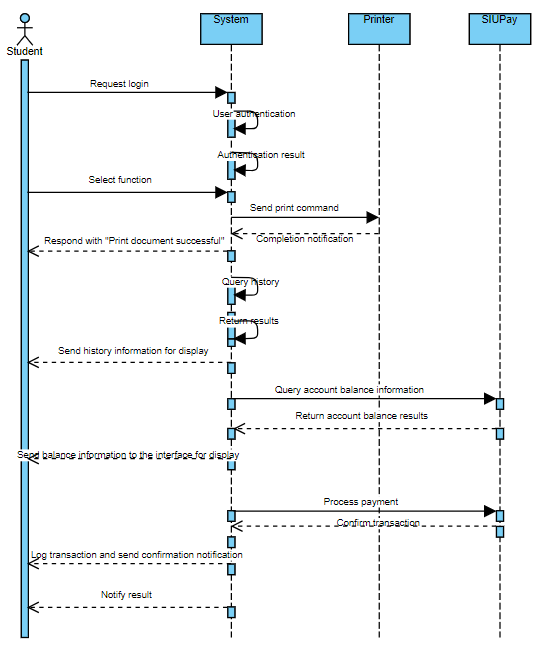 System
Printer
SIUPay
Student
Request login
User authentication
Authentication result
Select function
Send print command
Completion notification
Respond with "Print document successful"
Query history
Return results
Send history information for display
Query account balance information
Return account balance results
Send balance information to the interface for display
Process payment
Confirm transaction
Log transaction and send confirmation notification
Notify result